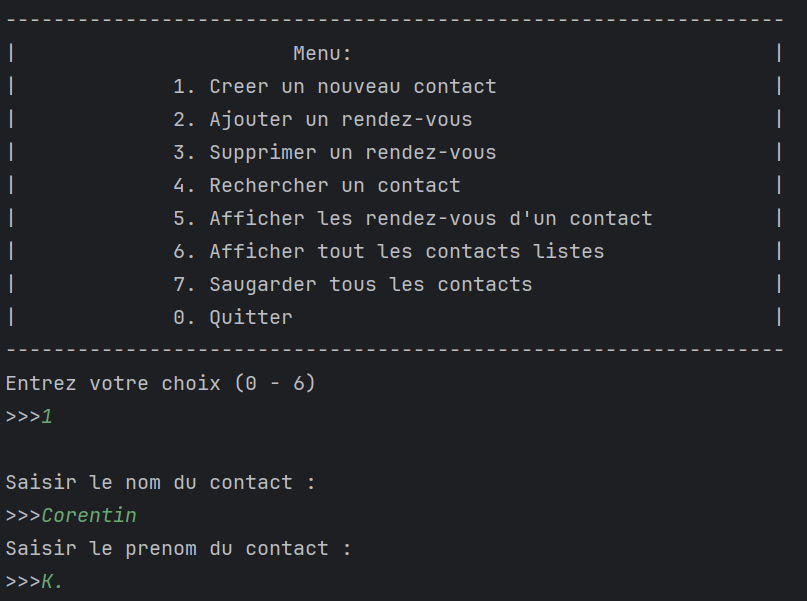 -----------------------------------------------------------------
|                       Menu:                                   |
|             1. Creer un nouveau contact                       |
|             2. Ajouter un rendez-vous                         |
|             3. Supprimer un rendez-vous                       |
|             4. Rechercher un contact                          |
|             5. Afficher les rendez-vous d'un contact          |
|             6. Afficher tout les contacts listes              |
|             7. Saugarder tous les contacts                    |
|             0. Quitter                                        |
-----------------------------------------------------------------
Entrez votre choix (0 - 6)
>>>1
Saisir le nom du contact :
>>>Corentin
Saisir le prenom du contact :
>>>K.